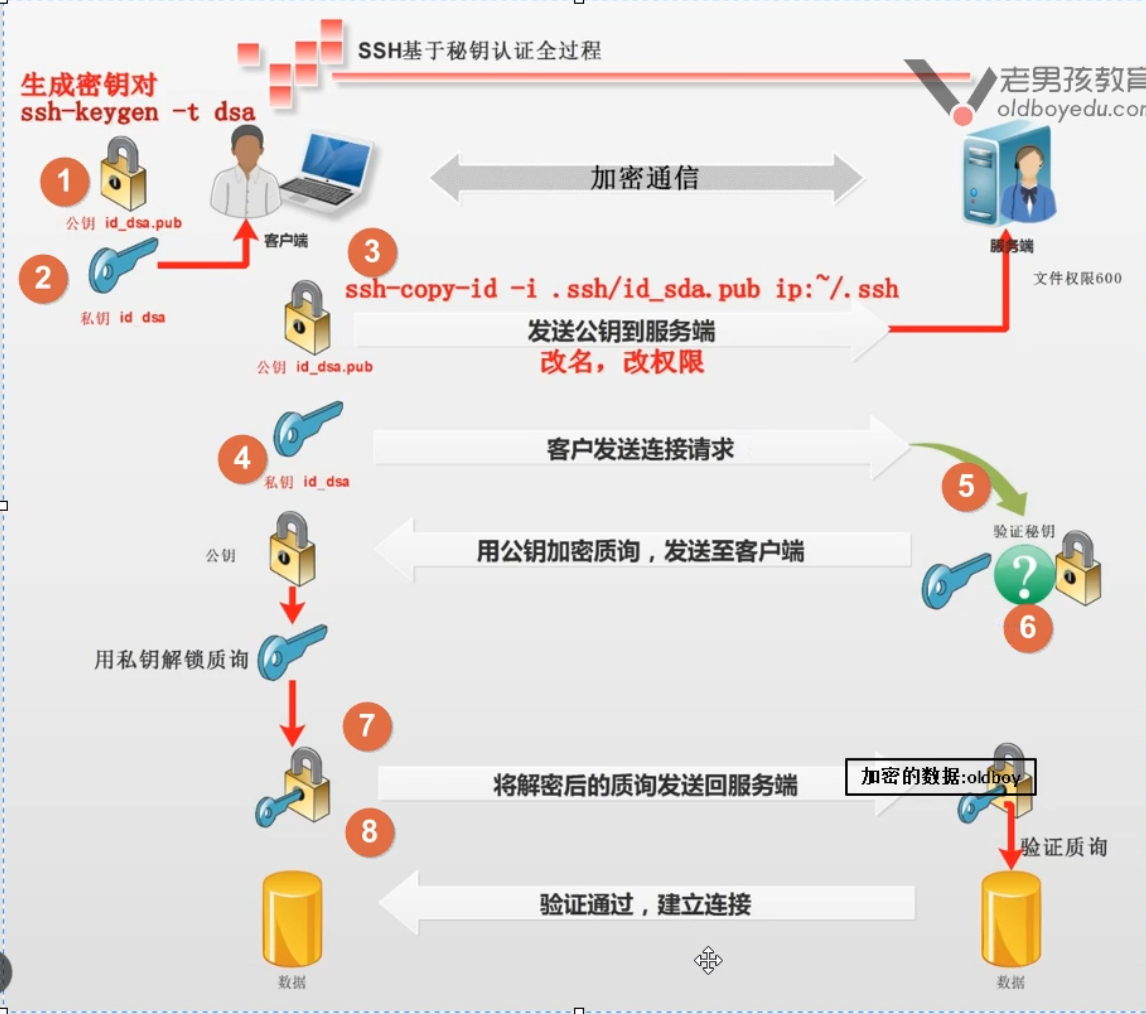 SSH基于秘钥认证全过程
老男孩教育
oldboyedu.com
生成密钥对
ssh-keygen -t dsa
1
公钥 id_dsa.pub
加密通信
客户端
服务端
2
私钥 id_dsa
3
ssh-copy-id -i .ssh/id_sda.pub ip:~/.ssh
文件权限600
发送公钥到服务端
改名，改权限
公钥 id_dsa.pub
4
私钥 id_dsa
客户发送连接请求
5
验证秘钥
公钥
用公钥加密质询，发送至客户端
?
6
用私钥解锁质询
7
将解密后的质询发送回服务端
加密的数据:oldboy
8
验证质询
验证通过，建立连接
数据
数据